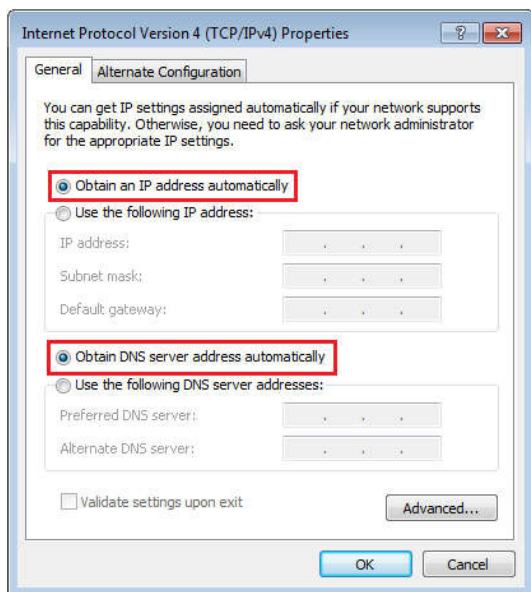 Internet Protocol Version 4 (TCP/IPv4) Properties
General
Alternate Configuration
You can get IP settings assigned automatically if your network supports
this capability. Otherwise, you need to ask your network administrator
for the appropriate IP settings.
Obtain an IP address automatically
Use the following IP address:
IP address:
Subnet mask:
Default gateway:
Obtain DNS server address automatically
Use the following DNS server addresses:
Preferred DNS server:
Alternate DNS server:
Validate settings upon exit
Advanced...
OK
Cancel